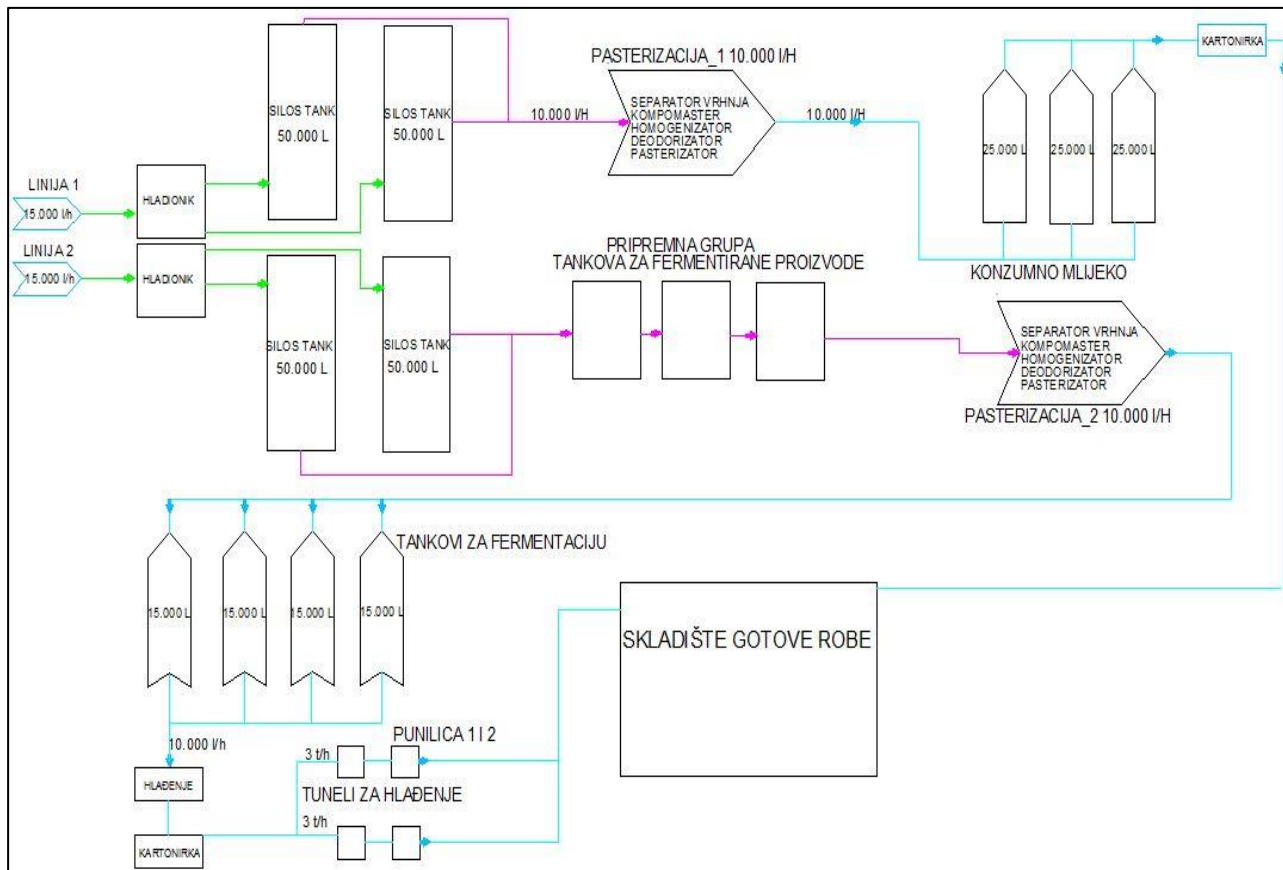 PASTERIZACIJA_1 10.000 l/H
KARTONIRKA
SILOS TANK
50.000 L
SILOS TANK
50.000 L
10.000 l/H
SEPARATOR VRHNJA
KOMPOMASTER
HOMOGENIZATOR
DEODORIZATOR
PASTERIZATOR
10.000 l/H
25.000 L
25.000 L
25.000 L
LINIJA 1
15.000 l/h
HLADIONIK
LINIJA 2
15.000 l/h
HLADIONIK
PRIPREMNA GRUPA
TANKOVA ZA FERMENTIRANE PROIZVODE
KONZUMNO MLIJEKO
SILOS TANK
50.000 L
SILOS TANK
50.000 L
SEPARATOR VRHNJA
KOMPOMASTER
HOMOGENIZATOR
DEODORIZATOR
PASTERIZATOR
PASTERIZACIJA_2 10.000 l/H
TANKOVI ZA FERMENTACIJU
15.000 L
15.000 L
15.000 L
15.000 L
SKLADIŠTE GOTOVE ROBE
10.000 l/h
PUNILICA 1 I 2
3 t/h
HLAĐENJE
TUNELI ZA HLAĐENJE
3 t/h
KARTONIRKA